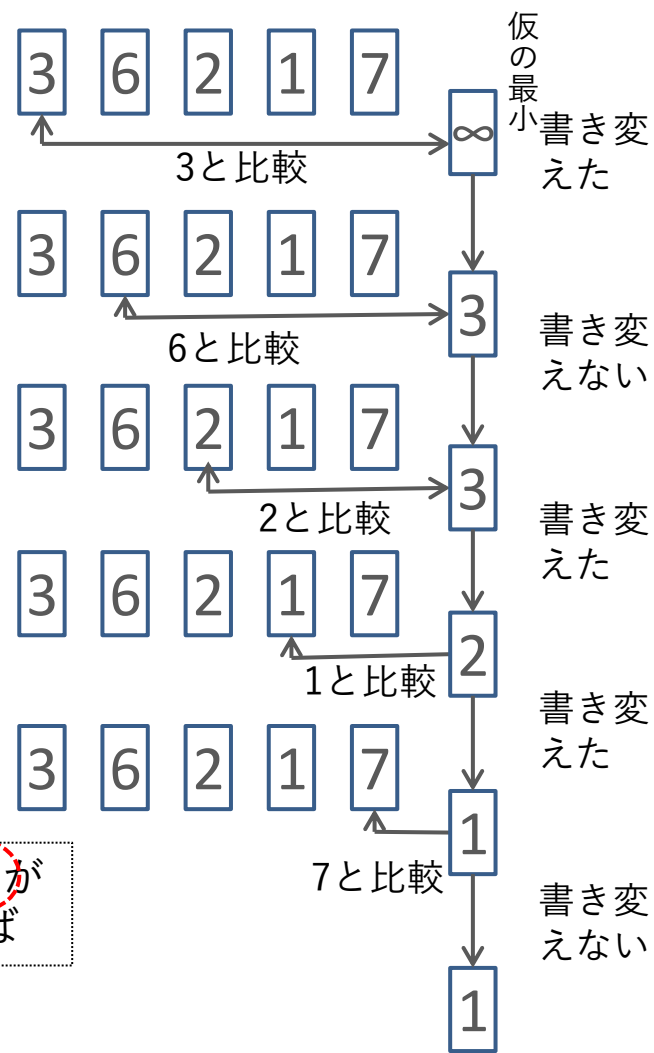 3 6 2 1 7
仮の最小
∞
書き変
えた
3と比較
3 6 2 1 7
3
6と比較
書き変
えない
3 6 2 1 7
3
2と比較
書き変
えた
3 6 2 1 7
2
1と比較
書き変
えた
3 6 2 1 7
1
7と比較
が
ば
書き変
えない
1